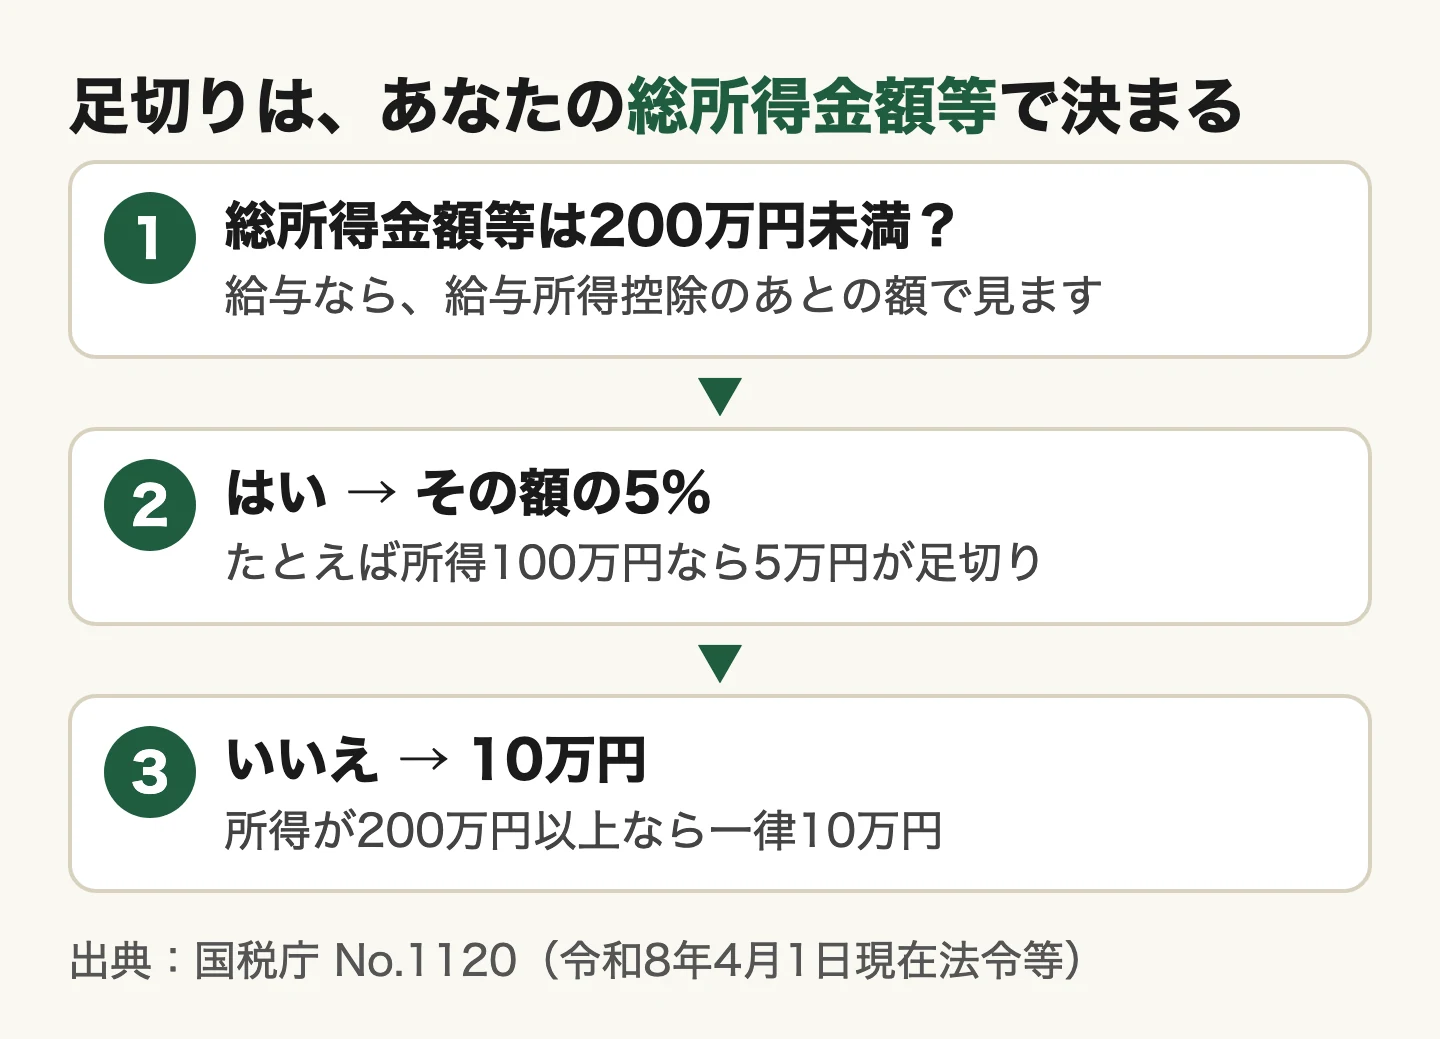 足切りは、あなたの総所得金額等で決まる
1
総所得金額等は200万円未満？
給与なら、給与所得控除のあとの額で見ます
2
はい → その額の5%
たとえば所得100万円なら5万円が足切り
3
いいえ → 10万円
所得が200万円以上なら一律10万円
出典：国税庁 No.1120（令和8年4月1日現在法令等）